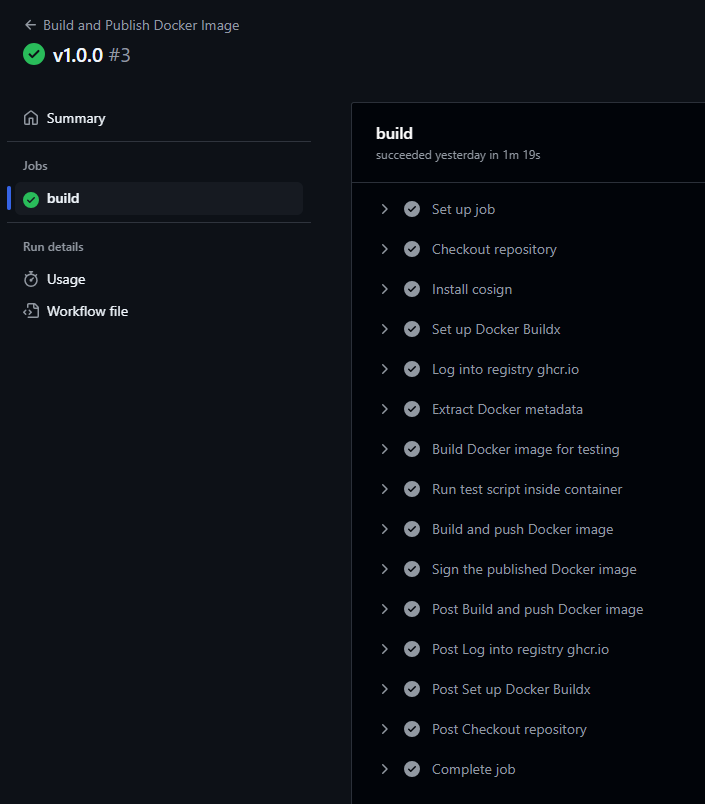 Build and Publish Docker Image
v1.0.0 #3
Summary
Jobs
build
Run details
Usage
Workflow file
build
succeeded yesterday in 1m 19s
Set up job
Checkout repository
Install cosign
Set up Docker Buildx
Log into registry ghcr.io
Extract Docker metadata
Build Docker image for testing
Run test script inside container
Build and push Docker image
Sign the published Docker image
Post Build and push Docker image
Post Log into registry ghcr.io
Post Set up Docker Buildx
Post Checkout repository
Complete job